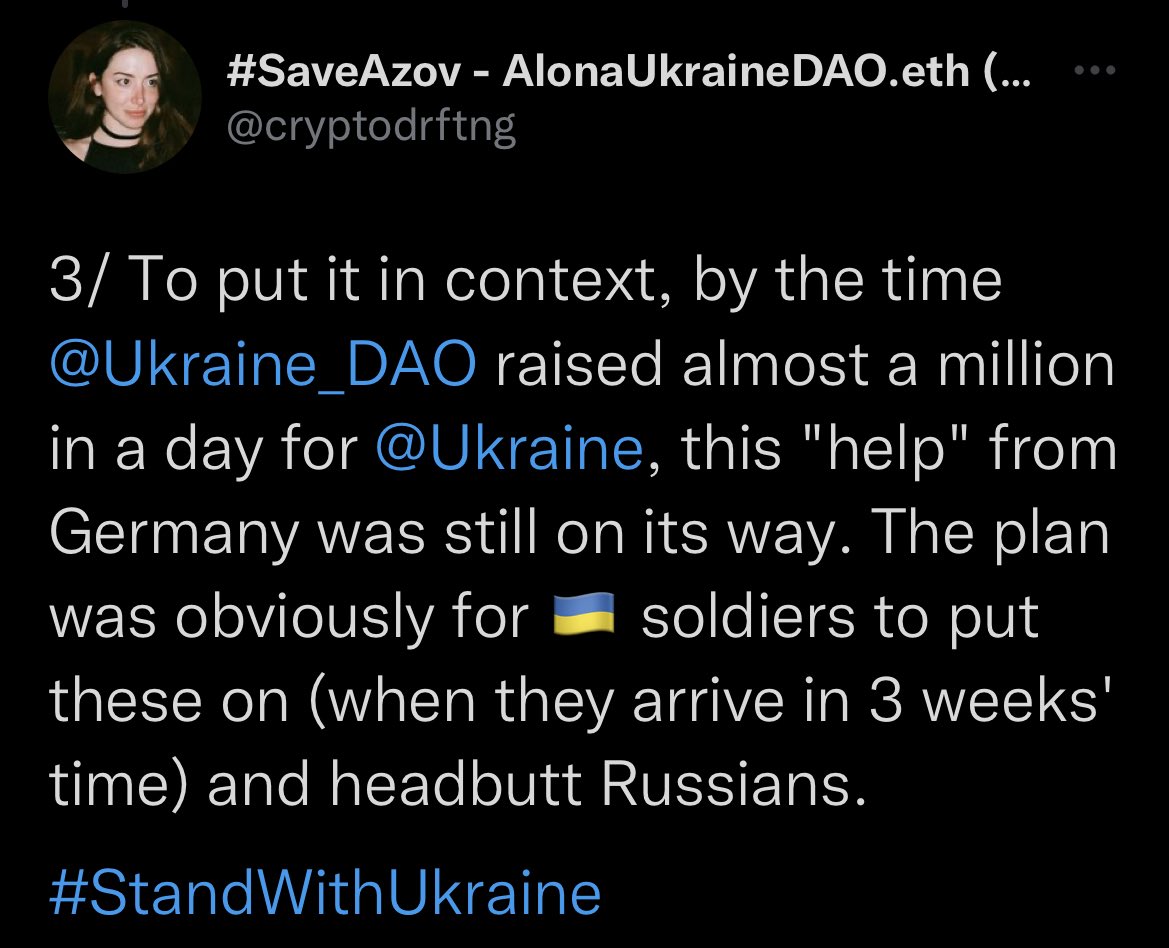 #SaveAzov - AlonaUkraineDAO.eth (...
@cryptodrftng
3/ To put it in context, by the time
@Ukraine_DAO raised almost a million
in a day for @Ukraine, this "help" from
Germany was still on its way. The plan
was obviously for 🇺🇦 soldiers to put
these on (when they arrive in 3 weeks'
time) and headbutt Russians.
#StandWithUkraine